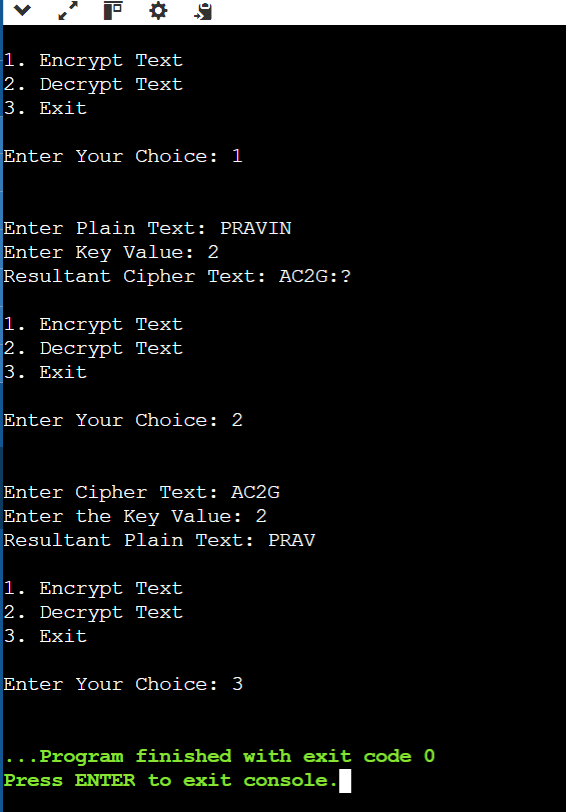 1. Encrypt Text
2. Decrypt Text
3. Exit
Enter Your Choice: 1
Enter Plain Text: PRAVIN
Enter Key Value: 2
Resultant Cipher Text: AC2G:?
1. Encrypt Text
2. Decrypt Text
3. Exit
Enter Your Choice: 2
Enter Cipher Text: AC2G
Enter the Key Value: 2
Resultant Plain Text: PRAV
1. Encrypt Text
2. Decrypt Text
3. Exit
Enter Your Choice: 3
...Program finished with exit code 0
Press ENTER to exit console.